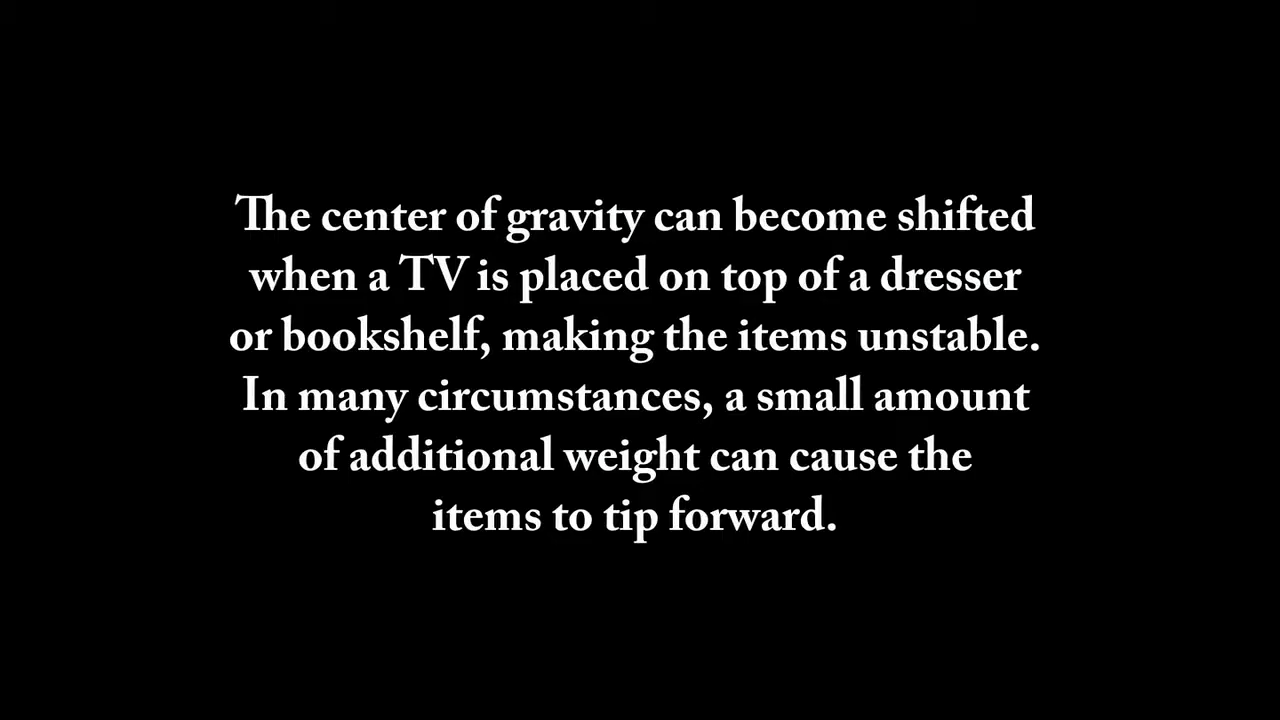 The center of gravity can become shifted
when a TV is placed on top of a dresser
or bookshelf, making the items unstable.
In many circumstances, a small amount
of additional weight can cause the
items to tip forward.